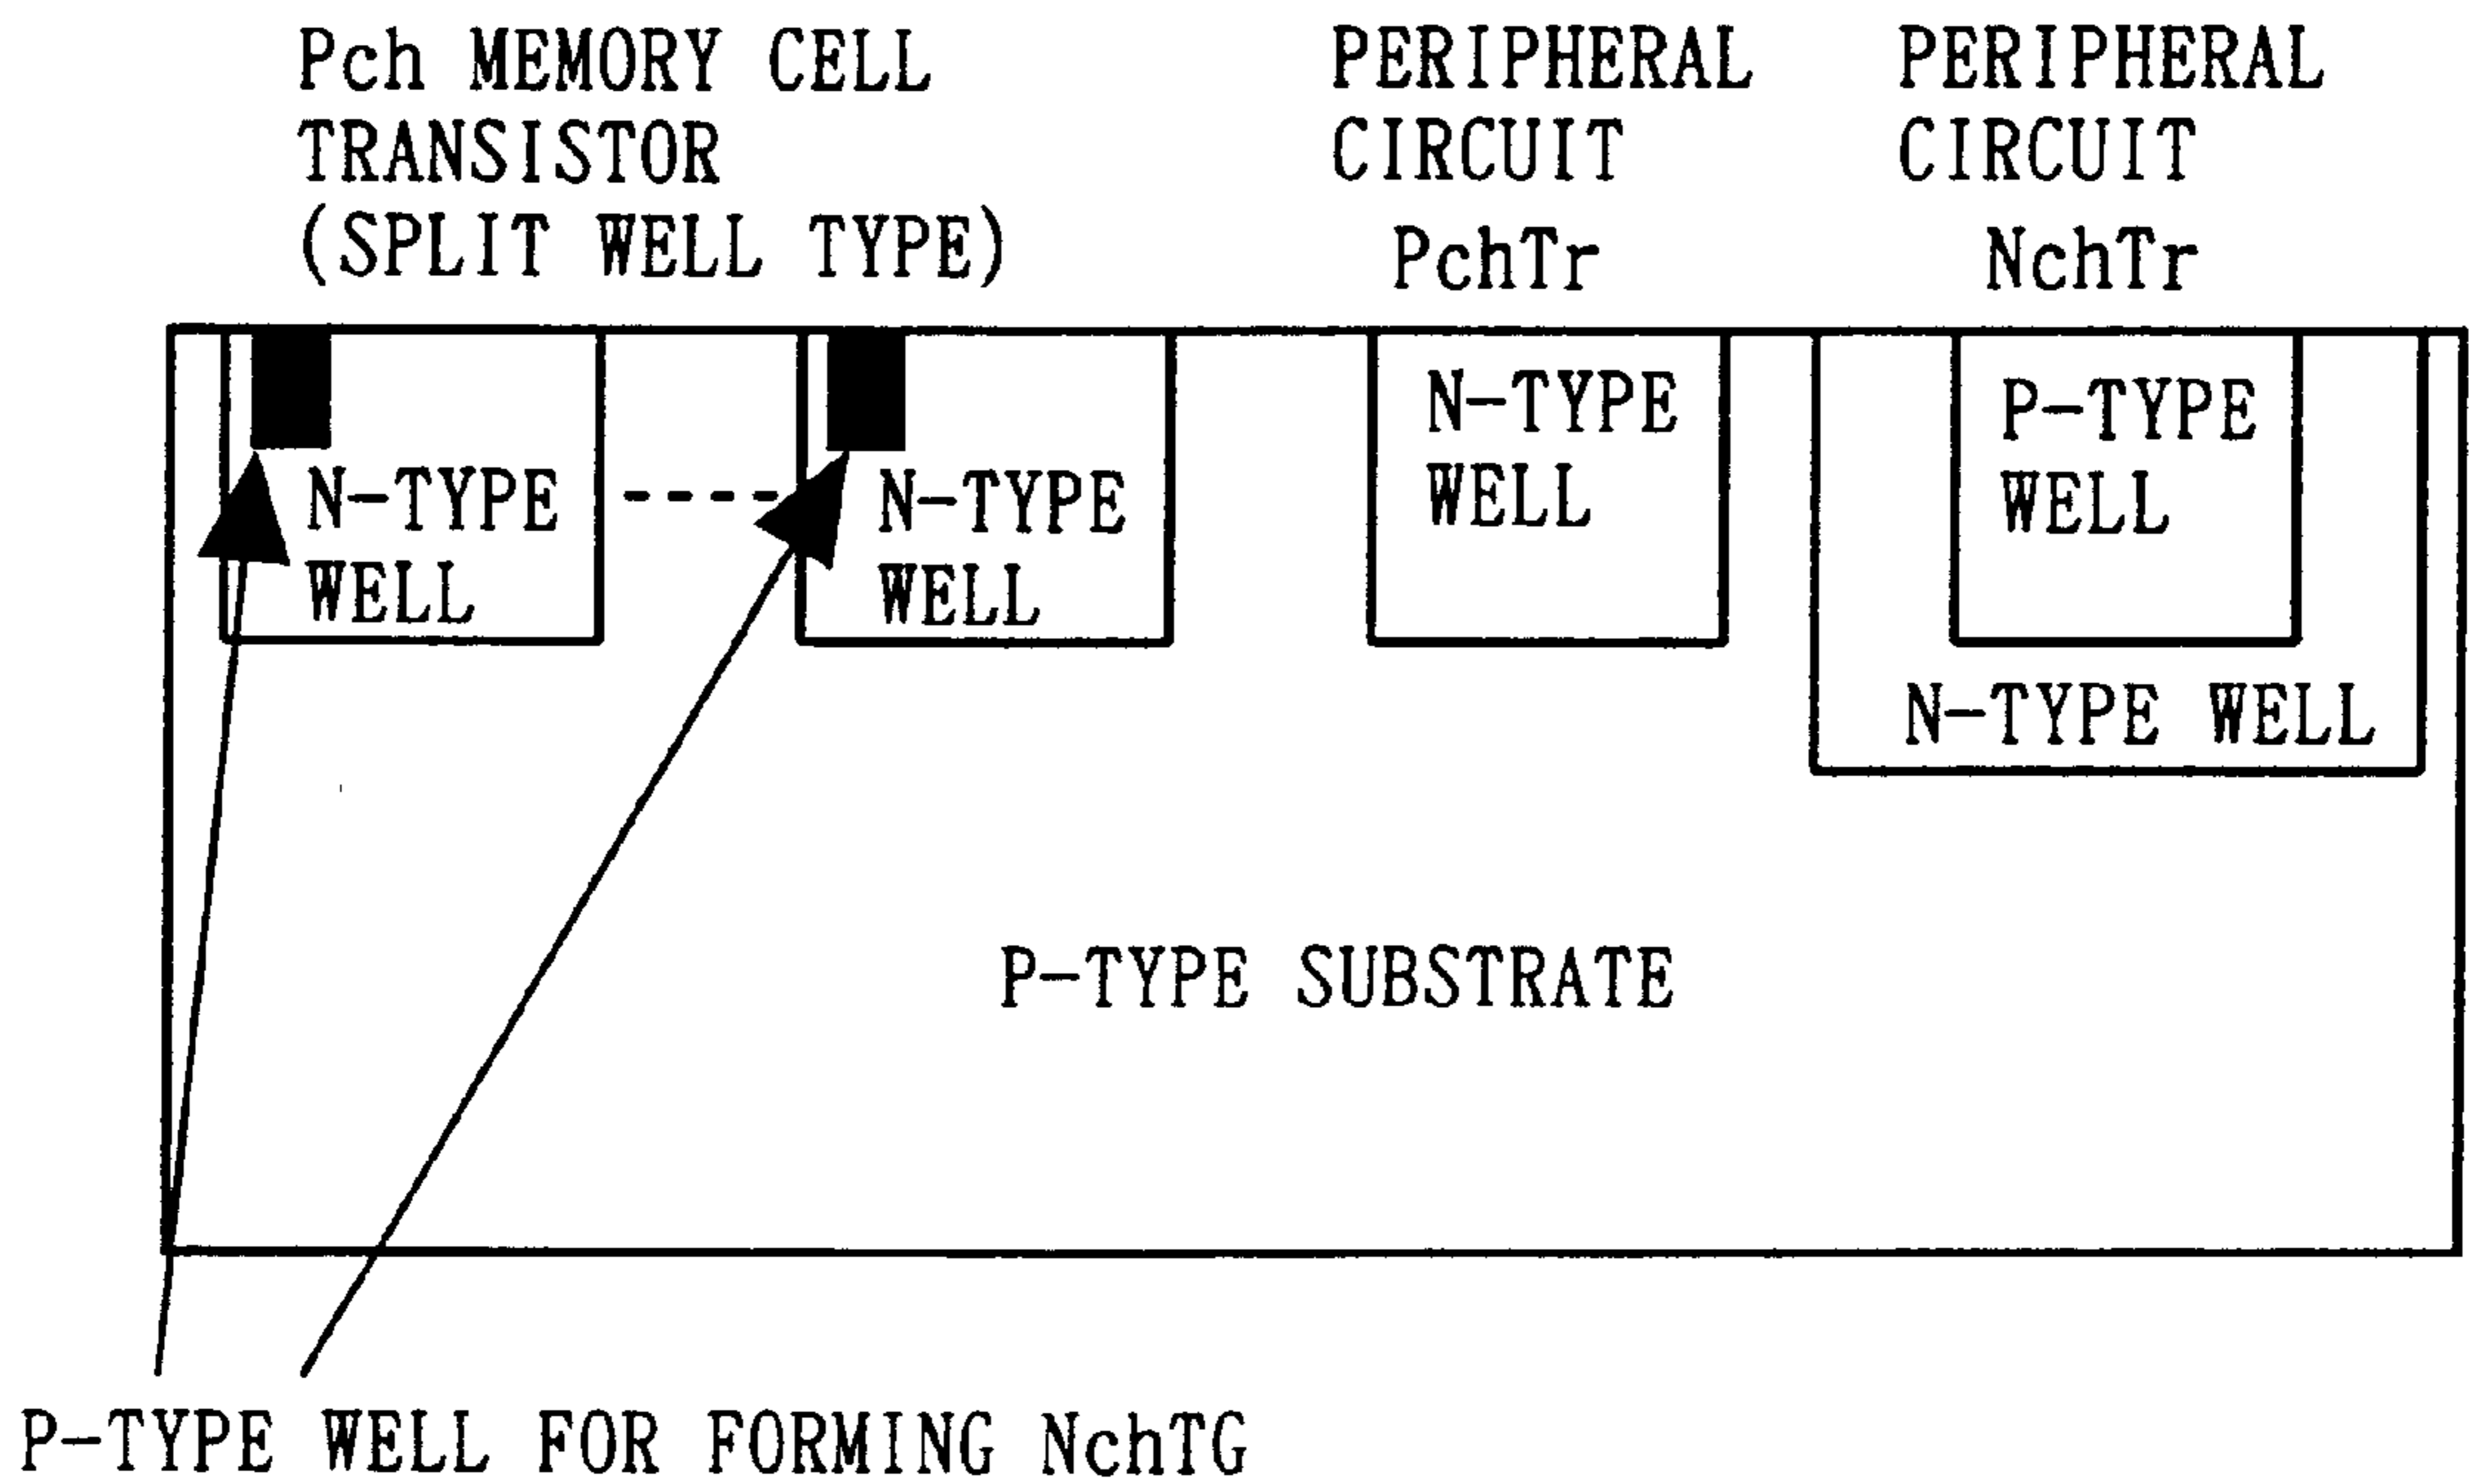 Pch MEMORY CELL
TRANSISTOR
(SPLIT WELL TYPE)
PERIPHERAL
CIRCUIT
PchTr
PERIPHERAL
CIRCUIT
NchTr
N-TYPE
WELL
N-TYPE
WELL
N-TYPE
WELL
P-TYPE
WELL
N-TYPE WELL
P-TYPE SUBSTRATE
P-TYPE WELL FOR FORMING NchTG